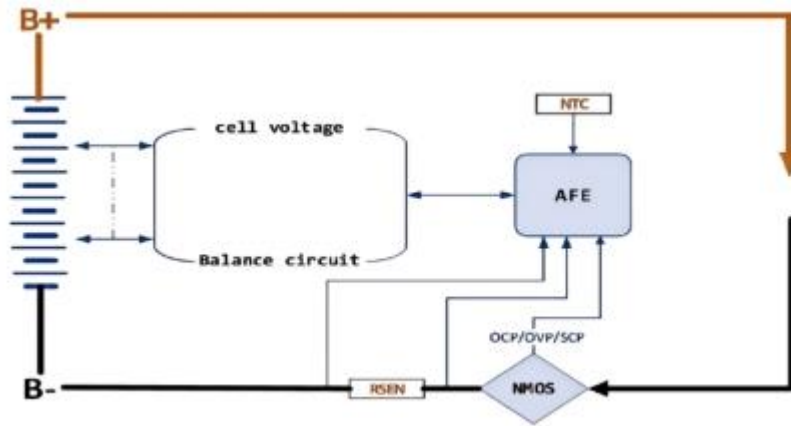 B+
NTC
cell voltage
AFE
Balance circuit
OCP/OVP/SCP
B-
RSEN
NMOS